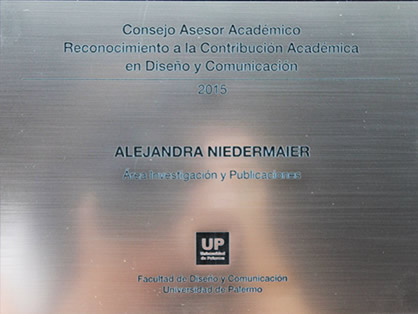 Consejo Asesor Académico
Reconocimiento a la Contribución Académica
en Diseño y Comunicación
2015
ALEJANDRA NIEDERMAIER
Área Investigación y Publicaciones
UP
Universidad
de Palermo
Facultad de Diseño y Comunicación
Universidad de Palermo